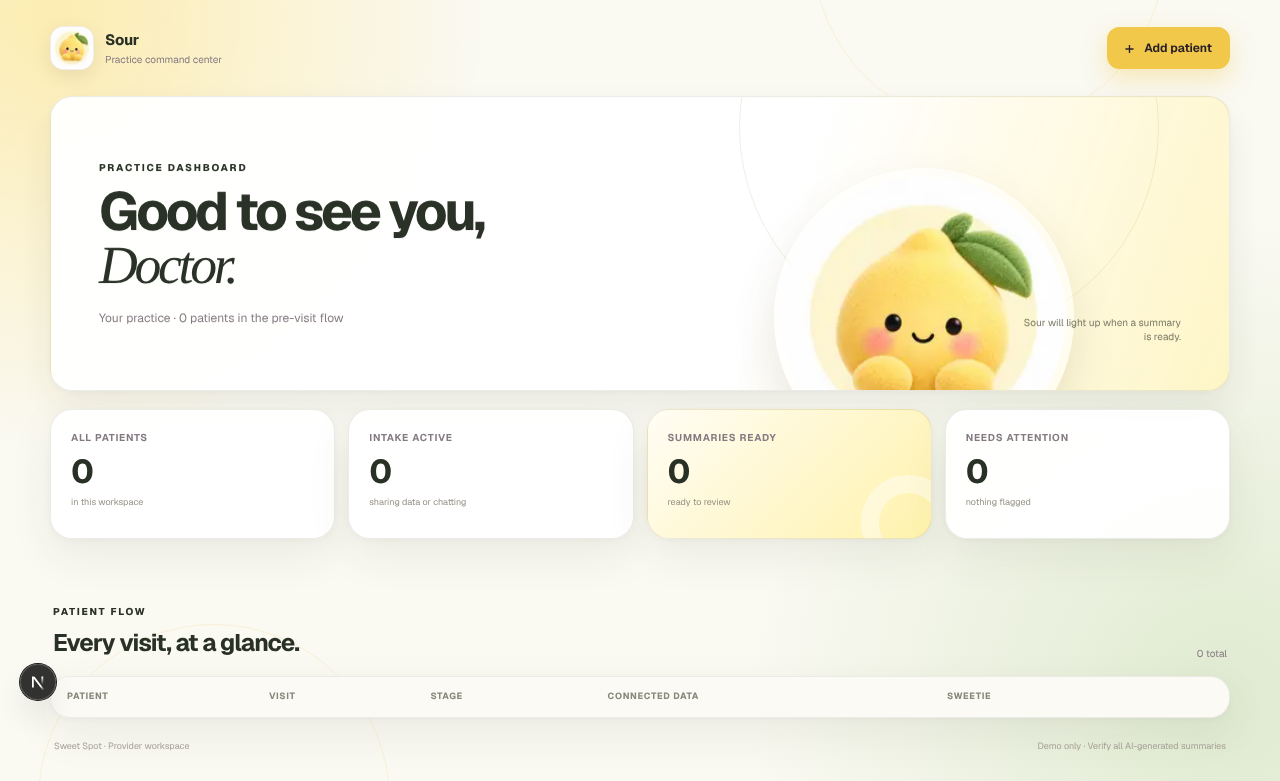 Sour
Practice command center
+ Add patient
PRACTICE DASHBOARD
Good to see you,
Doctor.
Your practice · 0 patients in the pre-visit flow
Sour will light up when a summary
is ready.
ALL PATIENTS
0
in this workspace
INTAKE ACTIVE
0
sharing data or chatting
SUMMARIES READY
0
ready to review
NEEDS ATTENTION
0
nothing flagged
PATIENT FLOW
Every visit, at a glance.
0 total
N
PATIENT VISIT STAGE CONNECTED DATA SWEETIE
Sweet Spot · Provider workspace
Demo only · Verify all AI-generated summaries